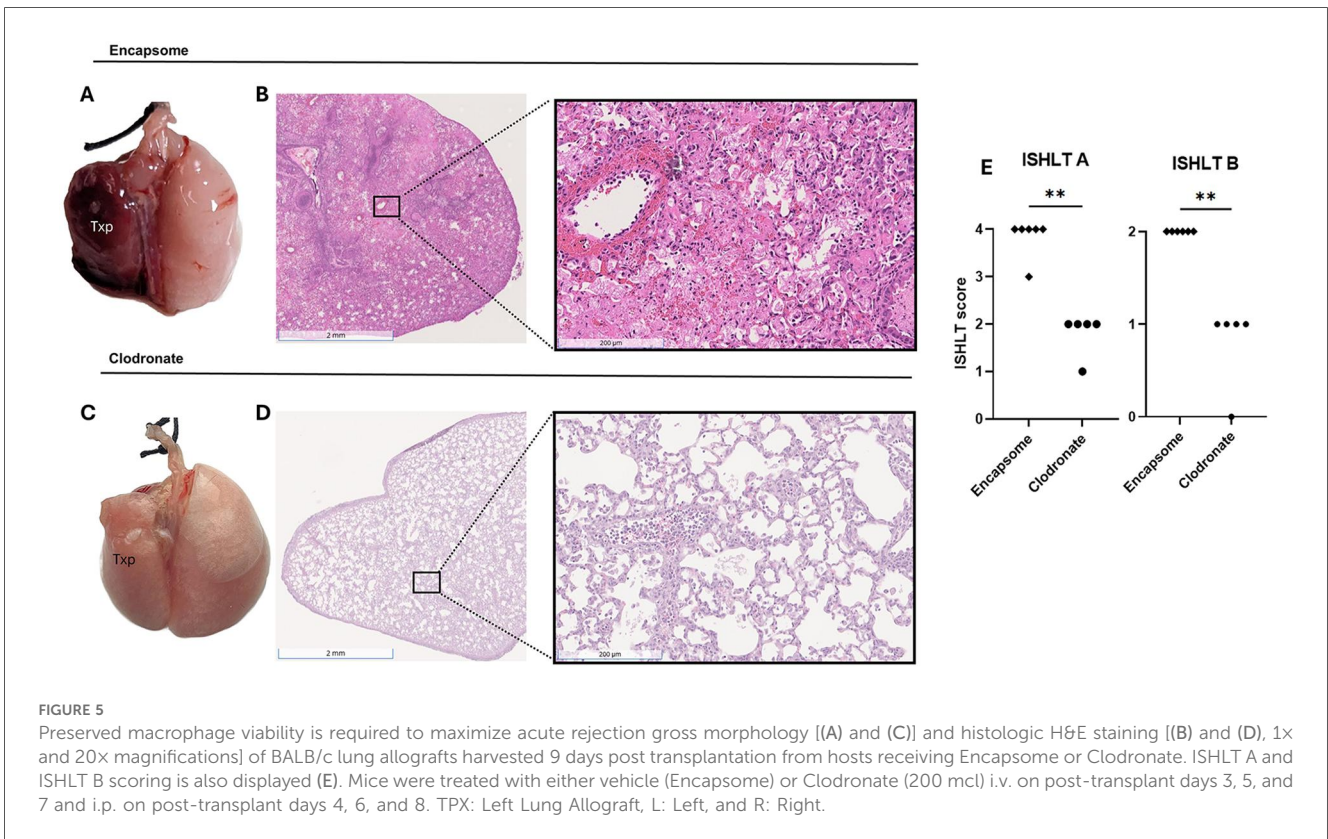 Encapsome
A
B
Txp
2 mm
200 µm
Clodronate
C
D
Txp
2 mm
200 µm
E
ISHLT A
**
ISHLT score
4
3
2
1
0
Encapsome
Clodronate
ISHLT B
**
2
1
0
Encapsome
Clodronate
FIGURE 5
Preserved macrophage viability is required to maximize acute rejection gross morphology [(A) and (C)] and histologic H&E staining [(B) and (D), 1×
and 20× magnifications] of BALB/c lung allografts harvested 9 days post transplantation from hosts receiving Encapsome or Clodronate. ISHLT A and
ISHLT B scoring is also displayed (E). Mice were treated with either vehicle (Encapsome) or Clodronate (200 mcl) i.v. on post-transplant days 3, 5, and
7 and i.p. on post-transplant days 4, 6, and 8. TPX: Left Lung Allograft, L: Left, and R: Right.